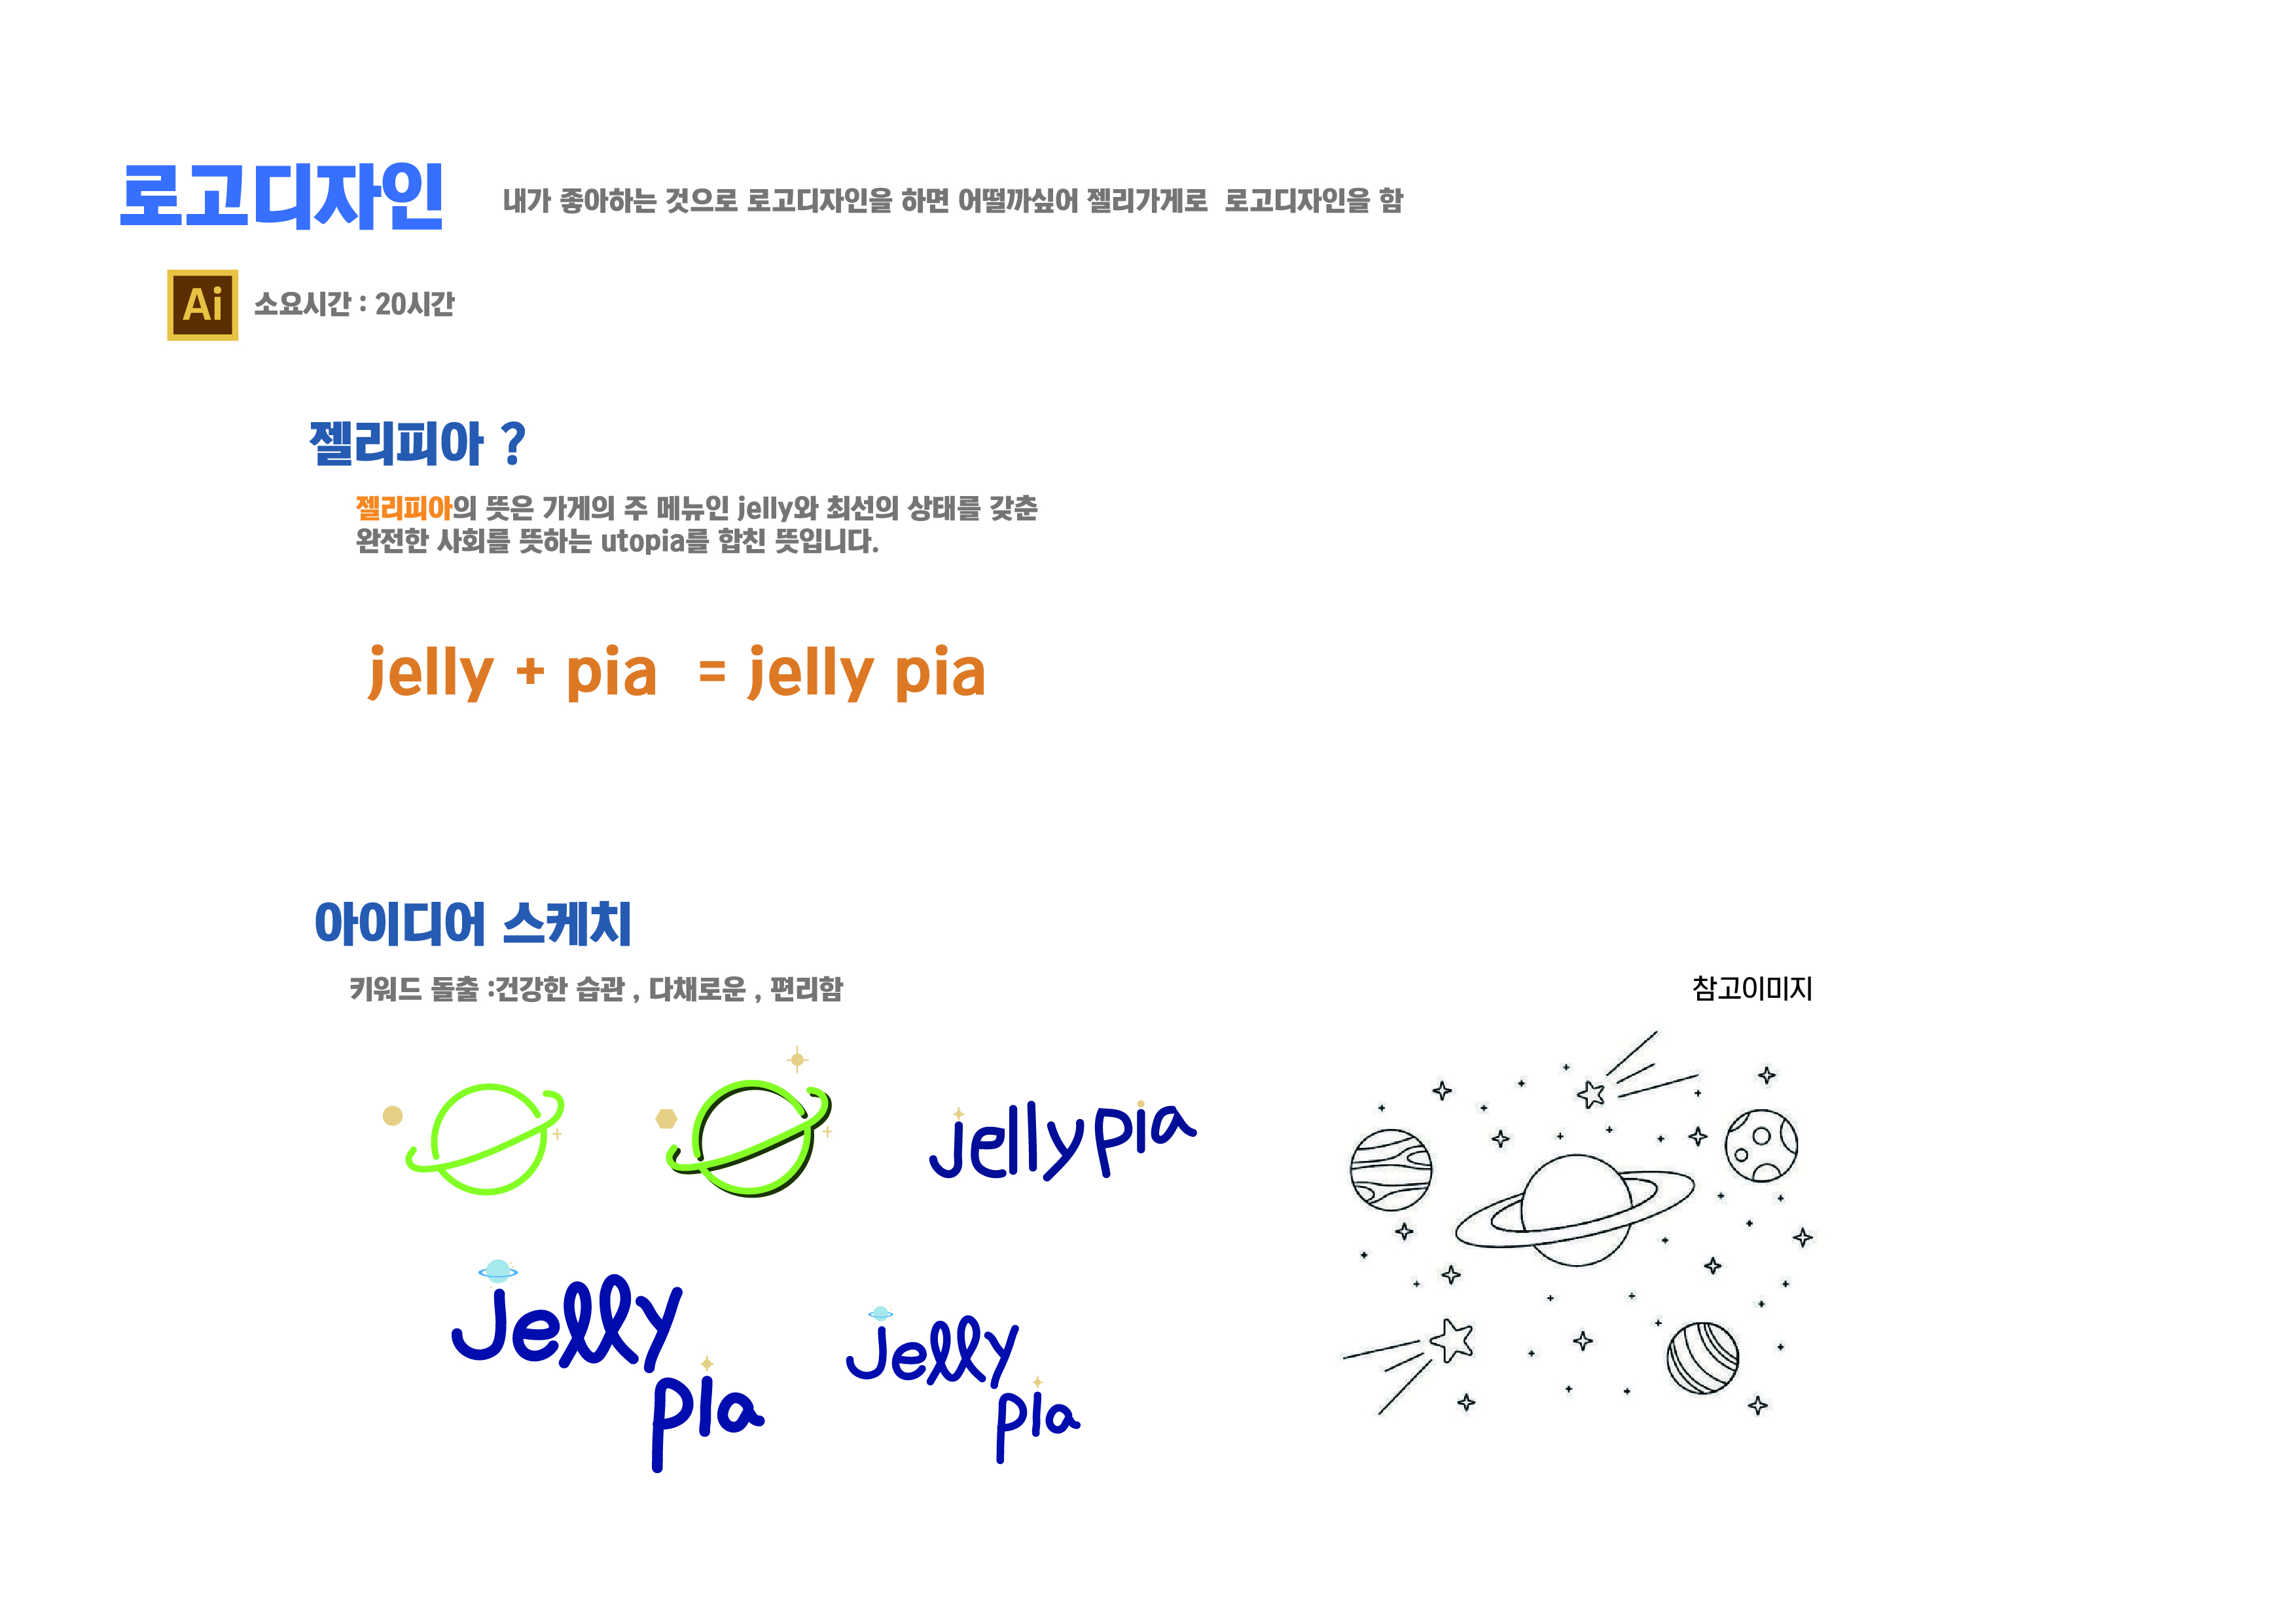 로고디자인
내가 좋아하는 것으로 로고디자인을 하면 어떨까싶어 젤리가게로 로고디자인을 함
Ai
소요시간 : 20시간
젤리피아 ?
젤리피아의 뜻은 가게의 주 메뉴인 jelly와 최선의 상태를 갖춘
완전한 사회를 뜻하는 utopia를 합친 뜻입니다.
jelly + pia = jelly pia
아이디어 스케치
키워드 돌출 :건강한 습관 , 다채로운 , 편리함
참고이미지
jellypia
Jelly
pia
Jelly
pia